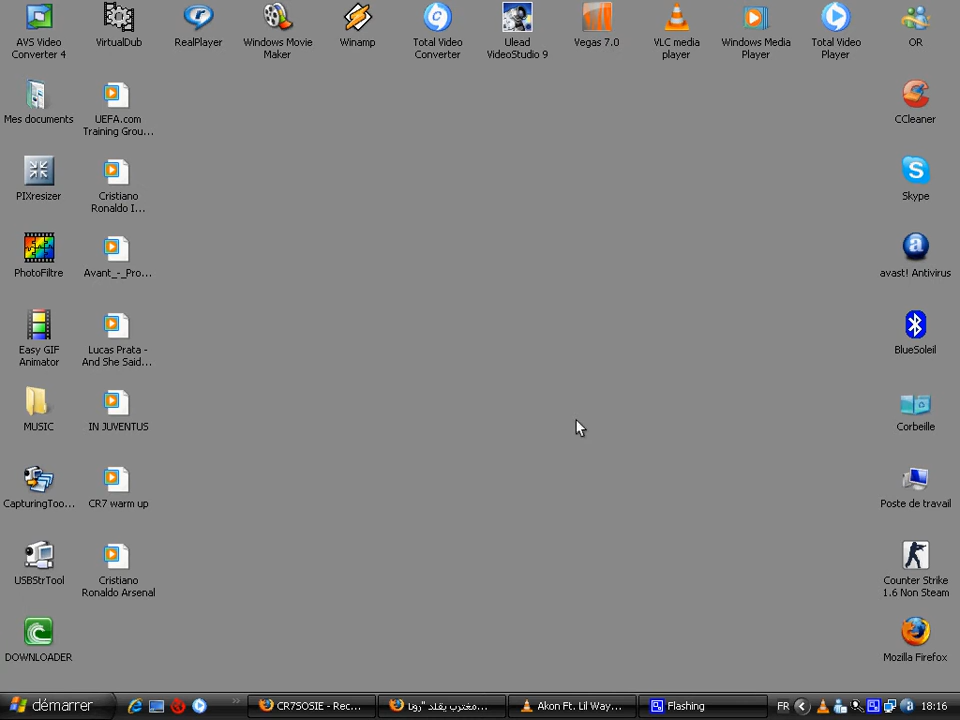 AVS Video
Converter 4
VirtualDub
RealPlayer
Windows Movie
Maker
Winamp
Total Video
Converter
Ulead
VideoStudio 9
Vegas 7.0
VLC media
player
Windows Media
Player
Total Video
Player
OR
Mes documents
UEFA.com
Training Grou...
CCleaner
PIXresizer
Cristiano
Ronaldo I...
Skype
PhotoFiltre
Avant_-_Pro...
avast! Antivirus
Easy GIF
Animator
Lucas Prata -
And She Said...
BlueSoleil
MUSIC
IN JUVENTUS
Corbeille
CapturingToo...
CR7 warm up
Poste de travail
USBStrTool
Cristiano
Ronaldo Arsenal
Counter Strike
1.6 Non Steam
DOWNLOADER
Mozilla Firefox
démarrer
CR7SOSIE - Rec...
مغترب يقلد "رونا...
Akon Ft. Lil Way...
Flashing
FR
18:16